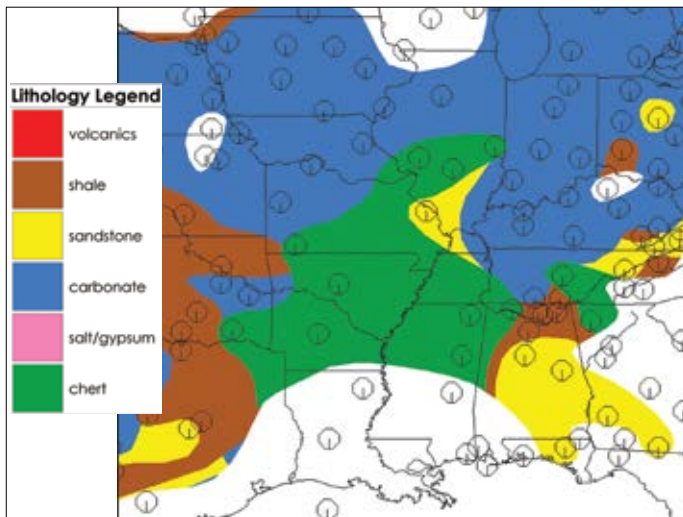 Lithology Legend
volcanics
shale
sandstone
carbonate
salt/gypsum
chert